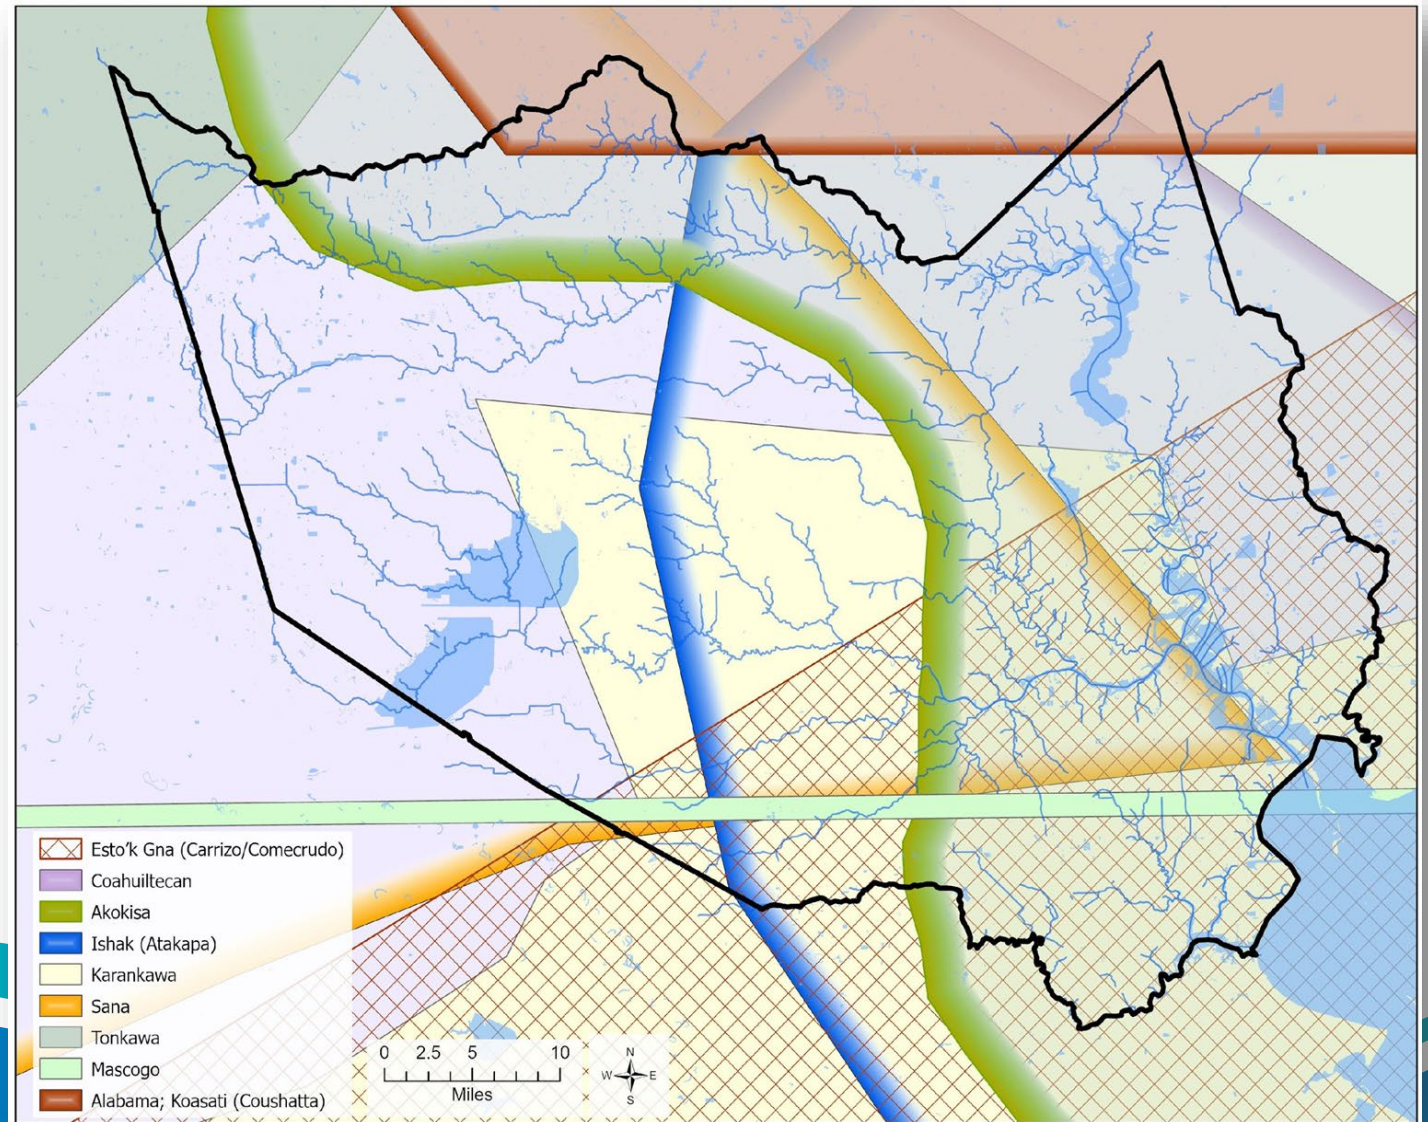 Esto'k Gna (Carrizo/Comecrudo)
Coahuiltecan
Akokisa
Ishak (Atakapa)
Karankawa
Sana
Tonkawa
Mascogo
Alabama; Koasati (Coushatta)
0 2.5 5 10
Miles
N
W E
S